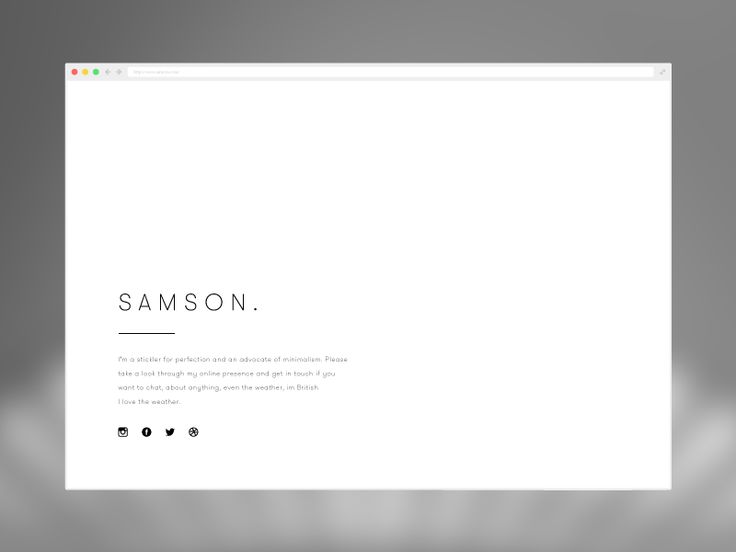 SAMSON.
I'm a stickler for perfection and an advocate of minimalism. Please
take a look through my online presence and get in touch if you
want to chat, about anything, even the weather, im British.
I love the weather.